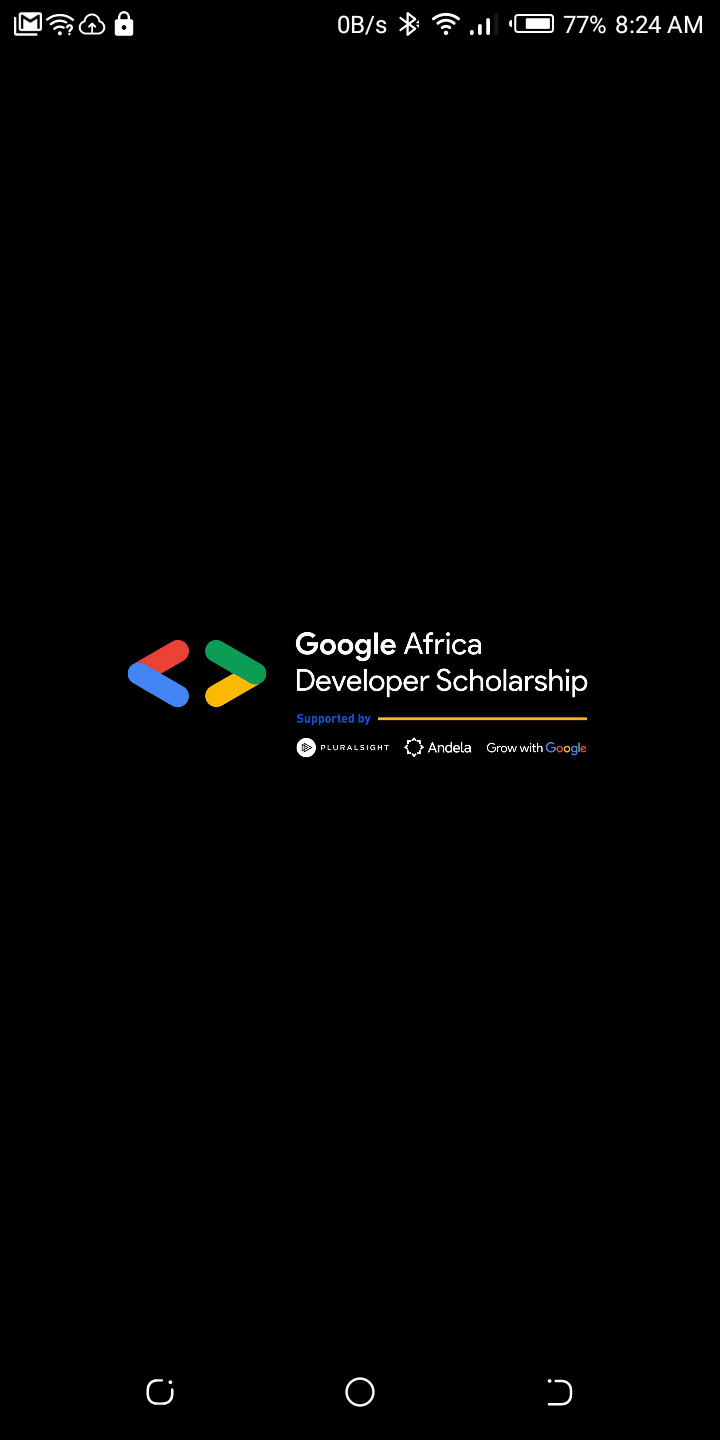 0B/s 77% 8:24 AM
Google Africa
Developer Scholarship
Supported by
PLURALSIGHT Andela Grow with Google